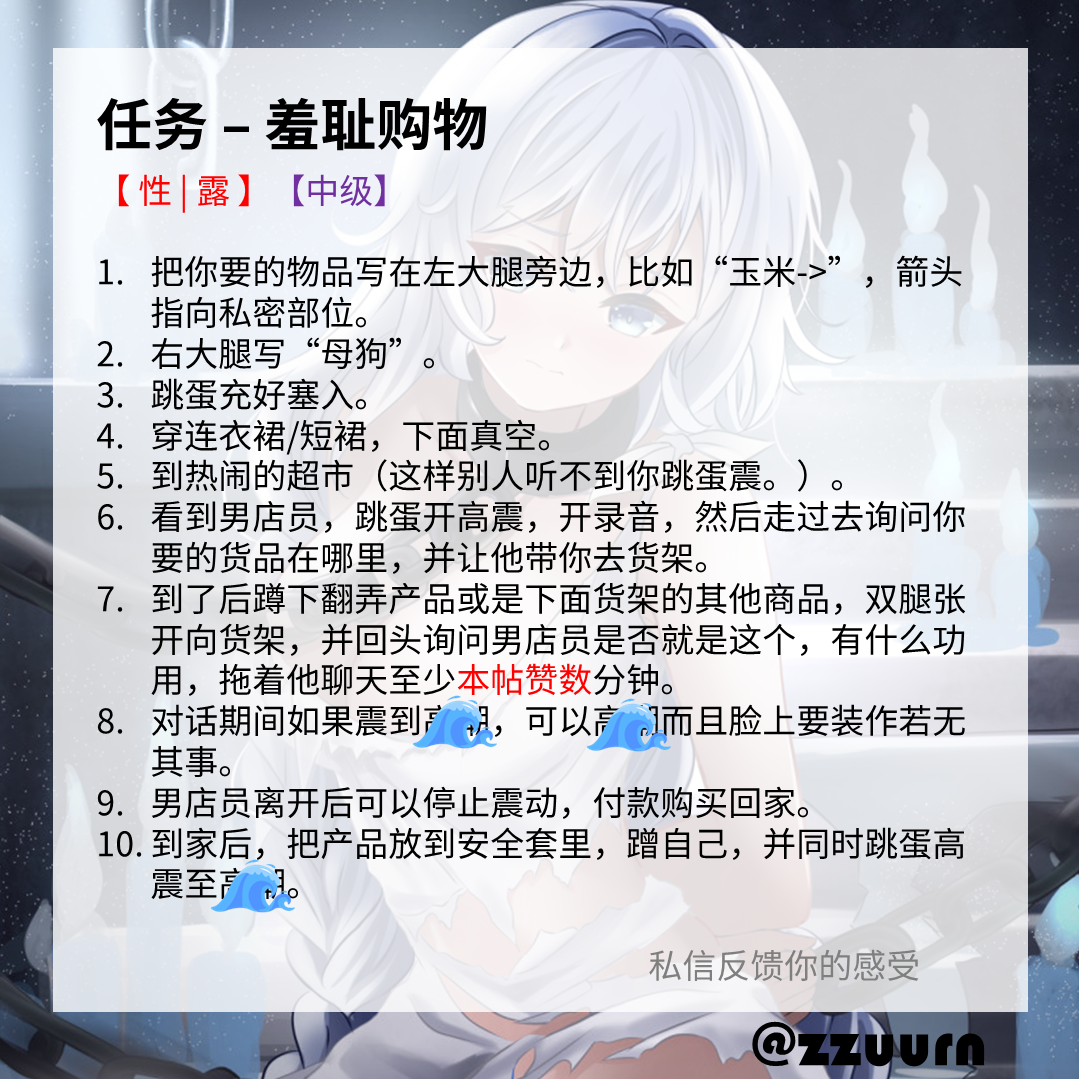 任务 – 羞耻购物
【 性 | 露 】 【中级】
1. 把你要的物品写在左大腿旁边，比如“玉米->”，箭头
指向私密部位。
2. 右大腿写“母狗”。
3. 跳蛋充好塞入。
4. 穿连衣裙/短裙，下面真空。
5. 到热闹的超市（这样别人听不到你跳蛋震。）。
6. 看到男店员，跳蛋开高震，开录音，然后走过去询问你
要的货品在哪里，并让他带你去货架。
7. 到了后蹲下翻弄产品或是下面货架的其他商品，双腿张
开向货架，并回头询问男店员是否就是这个，有什么功
用，拖着他聊天至少本帖赞数分钟。
8. 对话期间如果震到高潮，可以高潮而且脸上要装作若无
其事。
9. 男店员离开后可以停止震动，付款购买回家。
10. 到家后，把产品放到安全套里，蹭自己，并同时跳蛋高
震至高潮。
私信反馈你的感受
@zzuurn